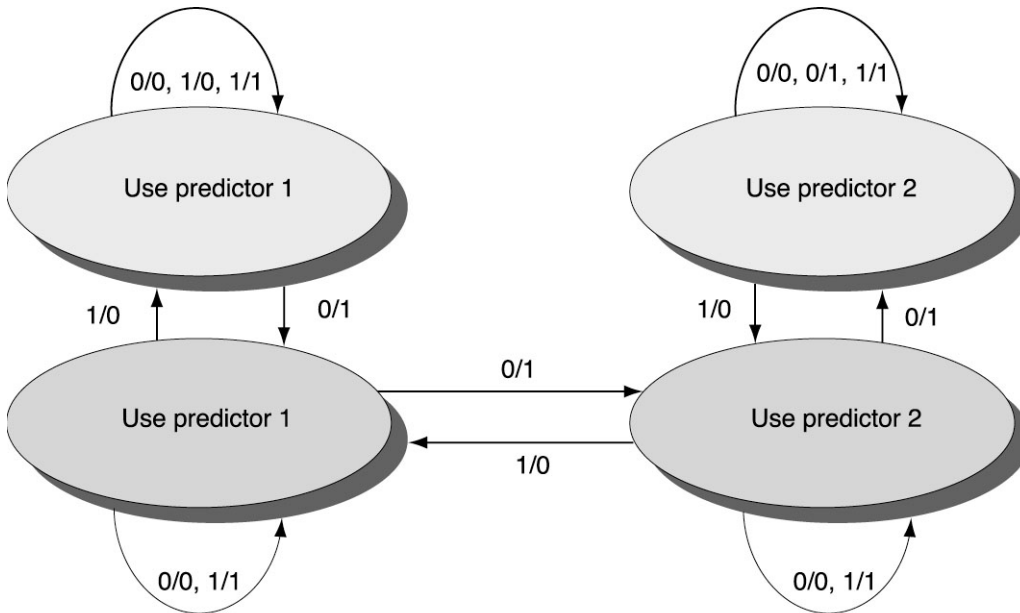 0/0, 1/0, 1/1
0/0, 0/1, 1/1
Use predictor 1
Use predictor 2
1/0
0/1
1/0
0/1
0/1
Use predictor 1
Use predictor 2
1/0
0/0, 1/1
0/0, 1/1